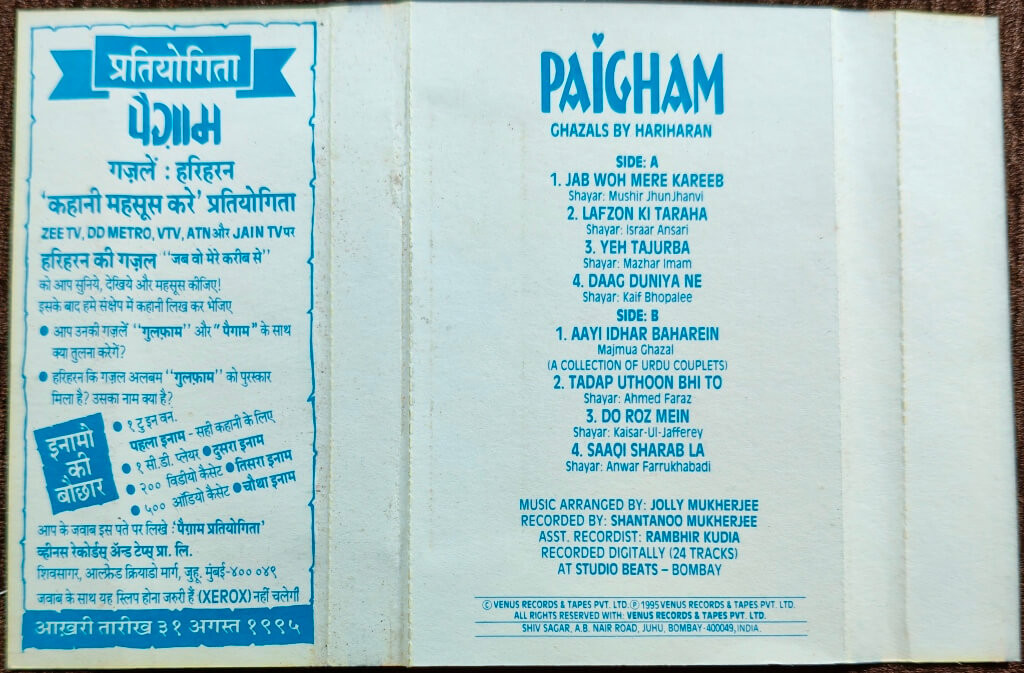 प्रतियोगिता
पैग़ाम
गज़लें : हरिहरन
'कहानी महसूस करे' प्रतियोगिता
ZEE TV, DD METRO, VTV, ATN और JAIN TV पर
हरिहरन की गज़ल "जब वो मेरे करीब से"
को आप सुनिये, देखिये और महसूस कीजिए!
इसके बाद हमे संक्षेप में कहानी लिख कर भेजिए
● आप उनकी गज़लें "गुलफ़ाम" और "पैगाम" के साथ
क्या तुलना करेगें?
● हरिहरन कि गज़ल अलबम "गुलफ़ाम" को पुरस्कार
मिला है? उसका नाम क्या है?
इनामो
की
बौछार
● १ टु इन वन.
पहला इनाम - सही कहानी के लिए
● १ सी.डी. प्लेयर ● दुसरा इनाम
● २०० विडीयो कैसेट ● तिसरा इनाम
● ५०० ऑडियो कैसेट ● चौथा इनाम
आप के जवाब इस पते पर लिखे : 'पैग़ाम प्रतियोगिता'
व्हीनस रेकोर्डस् ॲन्ड टेप्स् प्रा. लि.
शिवसागर, आल्फ्रेड क्रियाडो मार्ग, जुहू, मुंबई-४०० ०४९
जवाब के साथ यह स्लिप होना जरुरी हैं (XEROX) नहीं चलेगी
आख़री तारीख ३१ अगस्त १९९५
PAIGHAM
GHAZALS BY HARIHARAN
SIDE: A
1. JAB WOH MERE KAREEB
Shayar: Mushir JhunJhanvi
2. LAFZON KI TARAHA
Shayar: Israar Ansari
3. YEH TAJURBA
Shayar: Mazhar Imam
4. DAAG DUNIYA NE
Shayar: Kaif Bhopalee
SIDE: B
1. AAYI IDHAR BAHAREIN
Majmua Ghazal
(A COLLECTION OF URDU COUPLETS)
2. TADAP UTHOON BHI TO
Shayar: Ahmed Faraz
3. DO ROZ MEIN
Shayar: Kaisar-Ul-Jafferey
4. SAAQI SHARAB LA
Shayar: Anwar Farrukhabadi
MUSIC ARRANGED BY: JOLLY MUKHERJEE
RECORDED BY: SHANTANOO MUKHERJEE
ASST. RECORDIST: RAMBHIR KUDIA
RECORDED DIGITALLY (24 TRACKS)
AT STUDIO BEATS – BOMBAY
© VENUS RECORDS & TAPES PVT. LTD. ℗ 1995 VENUS RECORDS & TAPES PVT. LTD.
ALL RIGHTS RESERVED WITH: VENUS RECORDS & TAPES PVT. LTD.
SHIV SAGAR, A.B. NAIR ROAD, JUHU, BOMBAY-400049, INDIA.